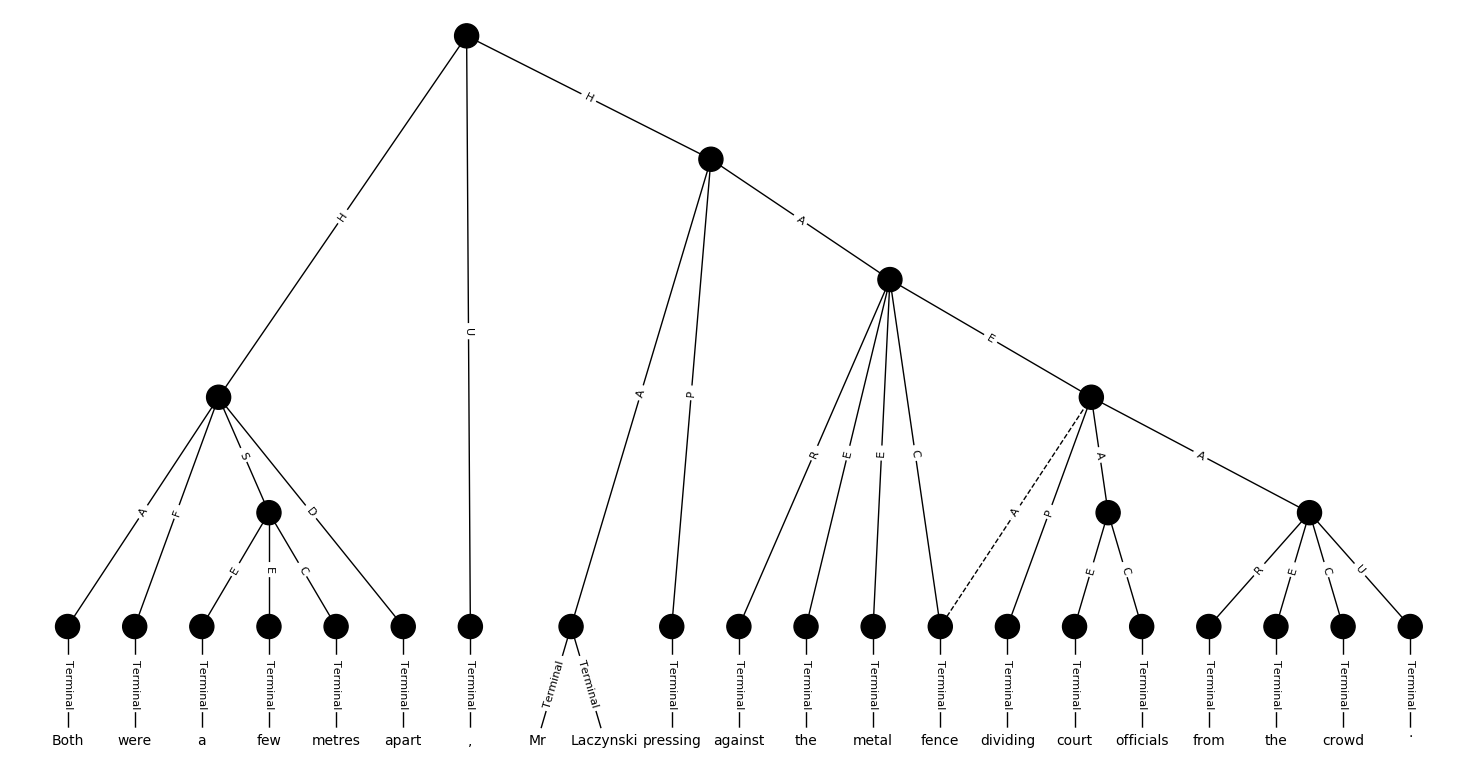 H
H
A
H
U
E
A
P
R
E
E
C
S
A
A
A
F
D
A
P
E
E
C
E
C
R
E
C
U
Terminal Terminal Terminal Terminal Terminal Terminal Terminal Terminal Terminal Terminal Terminal Terminal Terminal Terminal Terminal Terminal Terminal Terminal Terminal Terminal Terminal
Both were a few metres apart , Mr Laczynski pressing against the metal fence dividing court officials from the crowd .